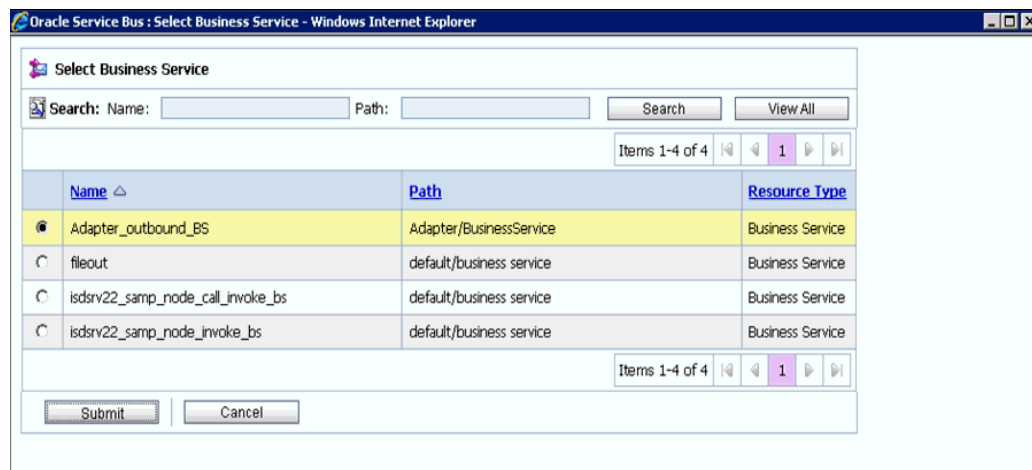 Oracle Service Bus : Select Business Service - Windows Internet Explorer
Select Business Service
Search: Name: Path: Search View All
Items 1-4 of 4 1
Name Path Resource Type
Adapter_outbound_BS Adapter/BusinessService Business Service
fileout default/business service Business Service
isdsrv22_samp_node_call_invoke_bs default/business service Business Service
isdsrv22_samp_node_invoke_bs default/business service Business Service
Items 1-4 of 4 1
Submit Cancel